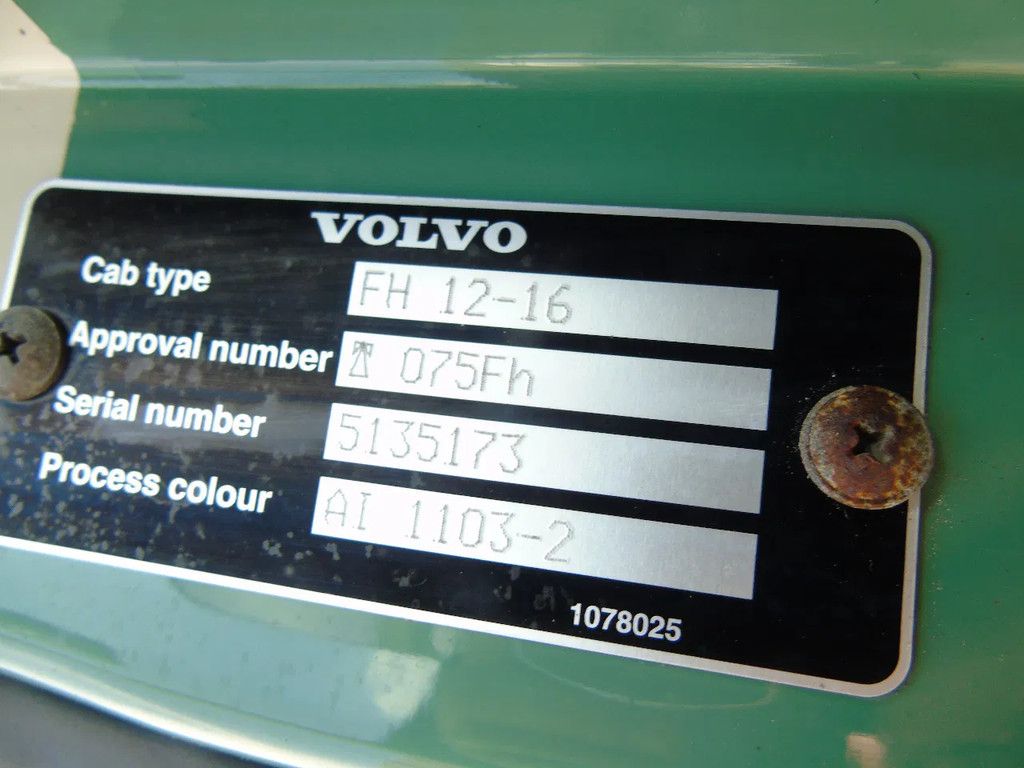 VOLVO
Cab type FH 12-16
Approval number 075Fh
Serial number 5135173
Process colour AI 1103-2
1078025